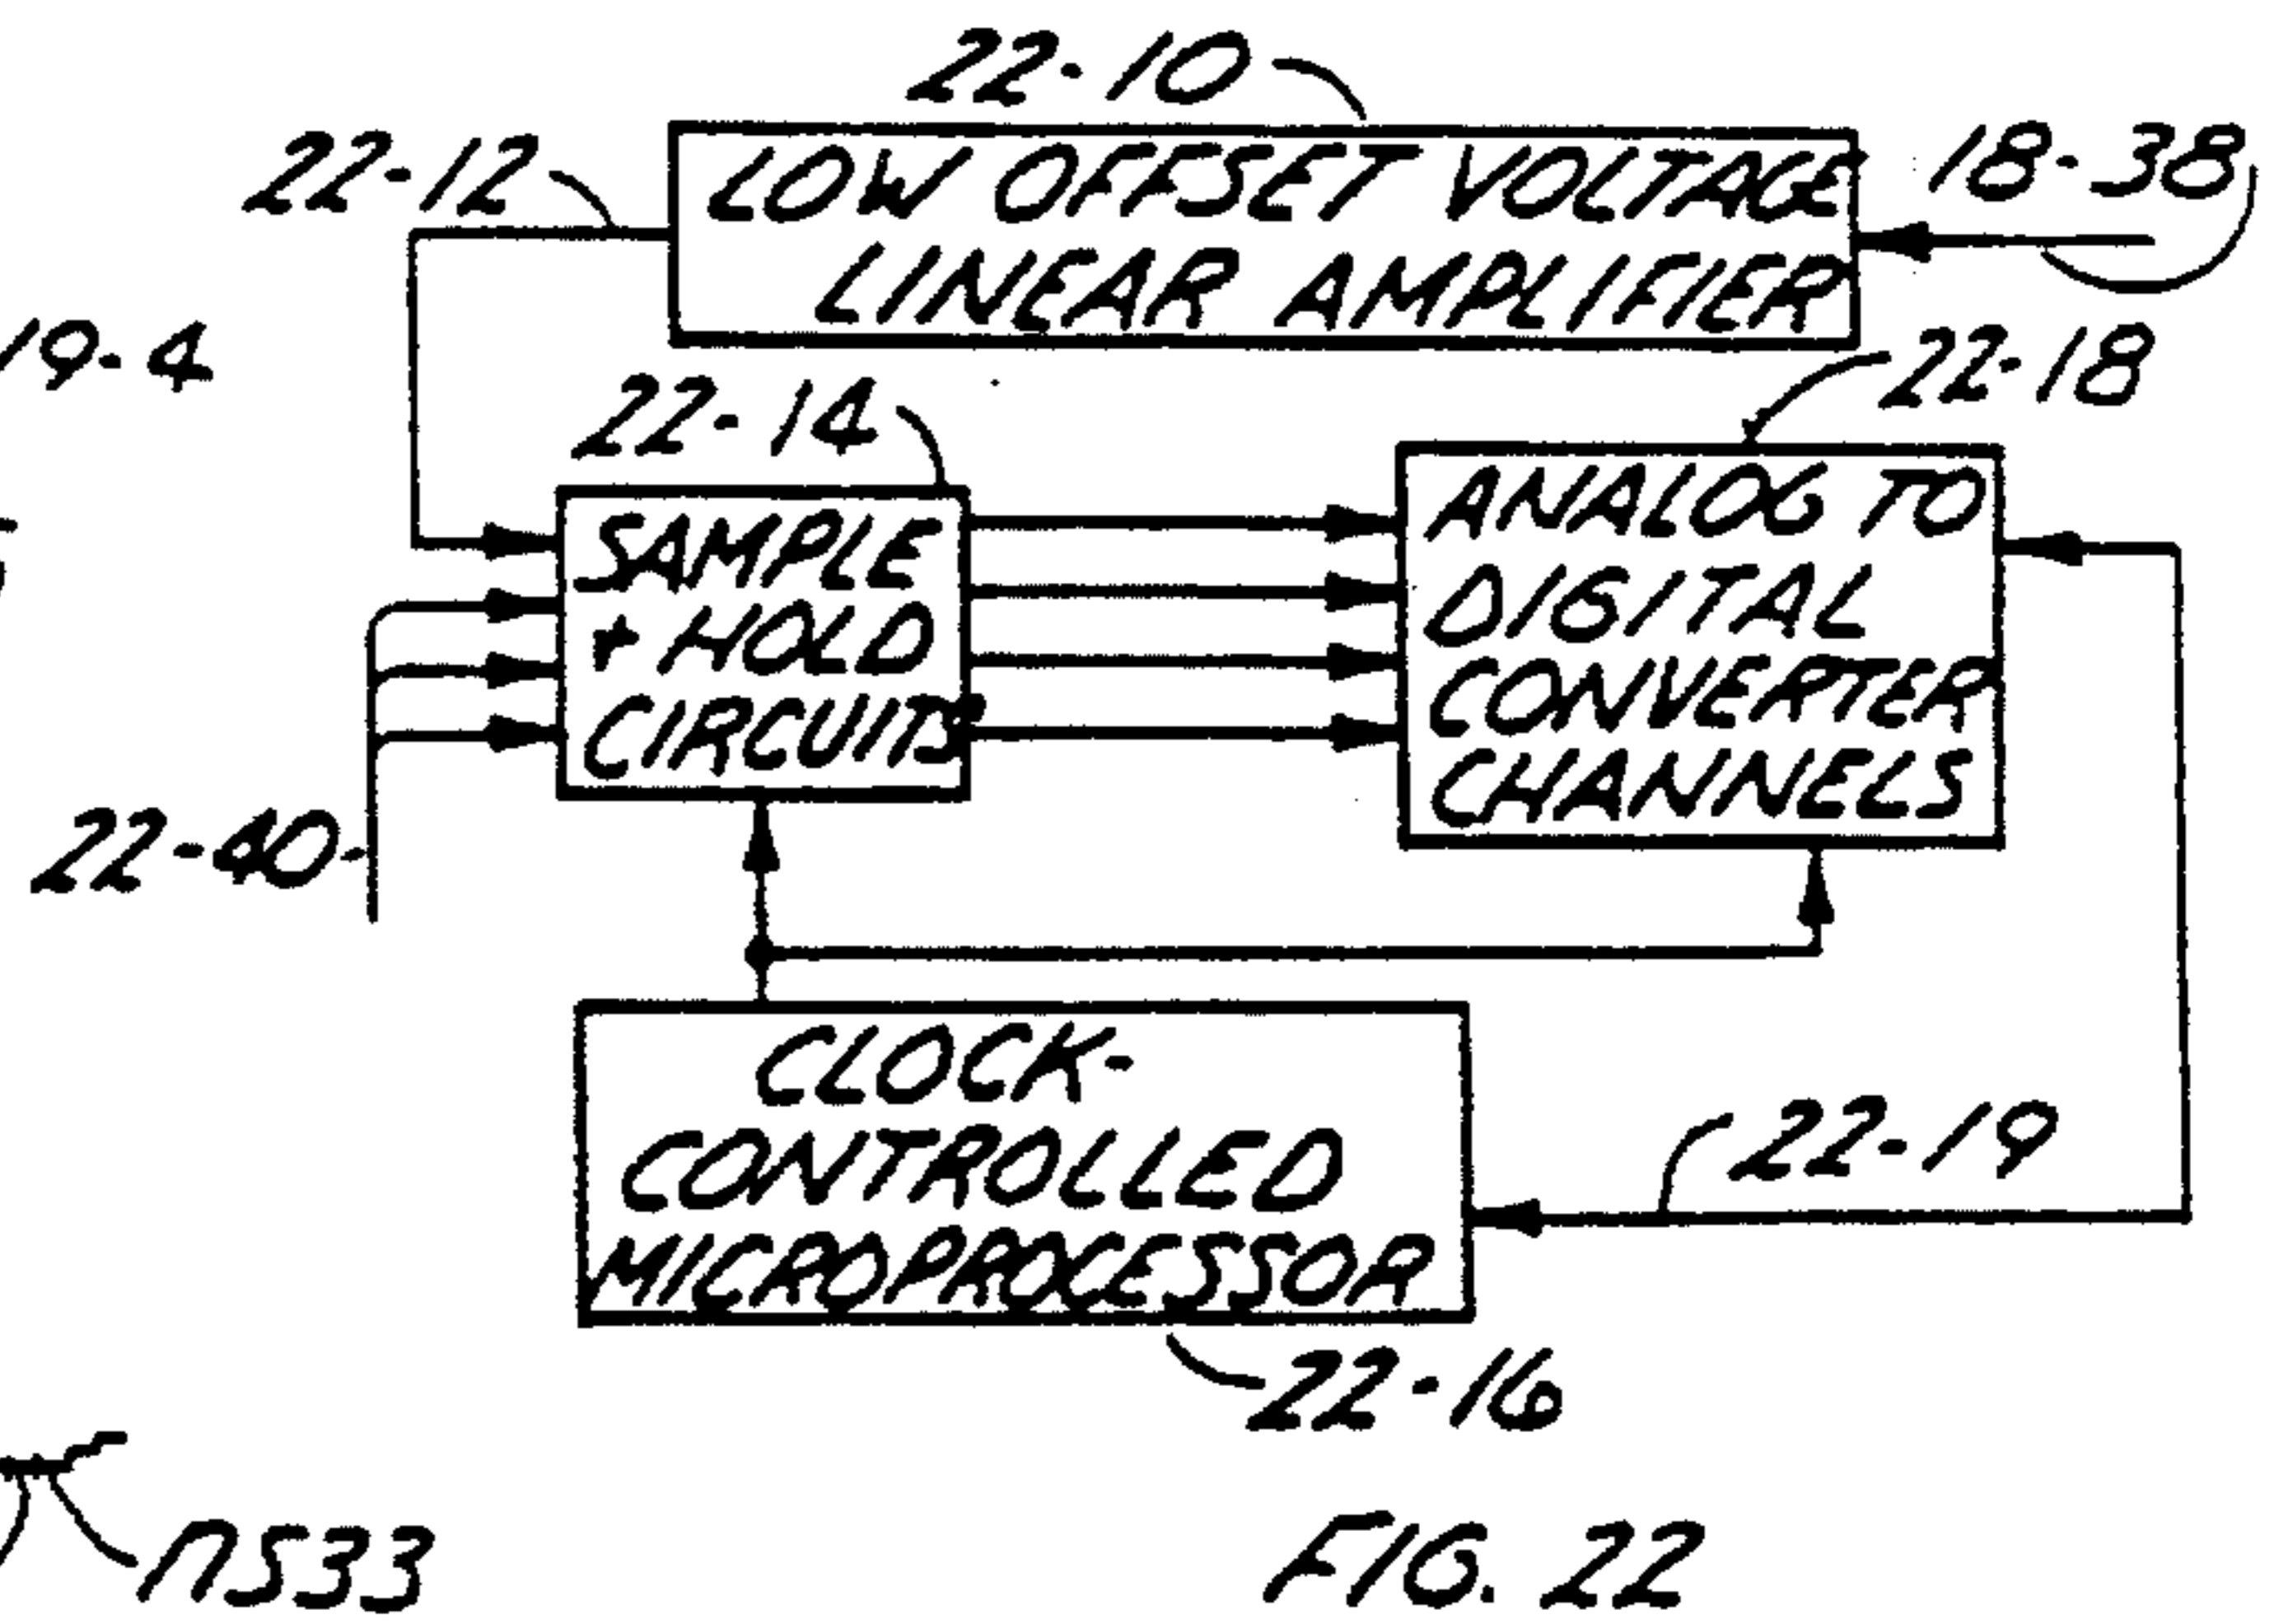 22-10
22-12
LOW OFFSET VOLTAGE
LINEAR AMPLIFIER
18-38
19-4
22-14
22-18
SAMPLE
+ HOLD
CIRCUITS
ANALOG TO
DIGITAL
CONVERTER
CHANNELS
22-40
CLOCK-
CONTROLLED
MICROPROCESSOR
22-19
22-16
NS33
FIG. 22